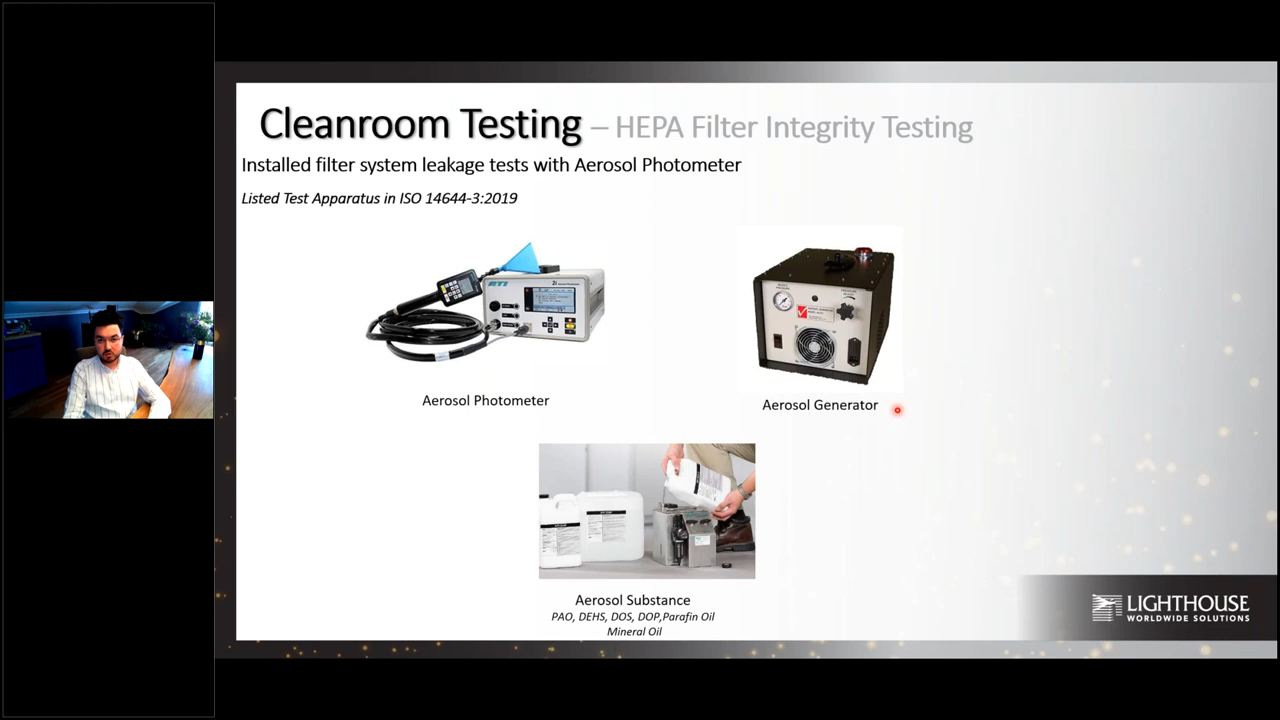 Cleanroom Testing – HEPA Filter Integrity Testing
Installed filter system leakage tests with Aerosol Photometer
Listed Test Apparatus in ISO 14644-3:2019
ATI
2i
Aerosol Photometer
Aerosol Generator
Aerosol Substance
PAO, DEHS, DOS, DOP,Parafin Oil
Mineral Oil
LIGHTHOUSE
WORLDWIDE SOLUTIONS